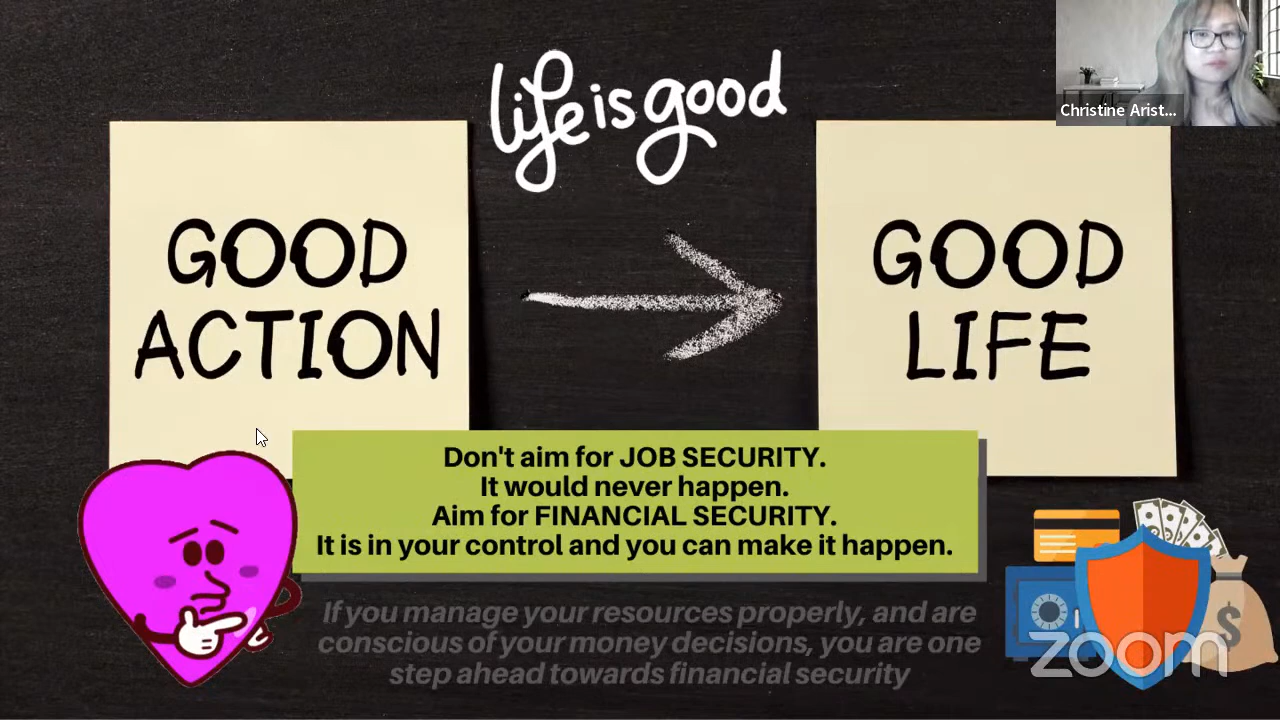 life is good
Christine Arist...
GOOD
ACTION
GOOD
LIFE
Don't aim for JOB SECURITY.
It would never happen.
Aim for FINANCIAL SECURITY.
It is in your control and you can make it happen.
If you manage your resources properly, and are
conscious of your money decisions, you are one
step ahead towards financial security
$
zoom